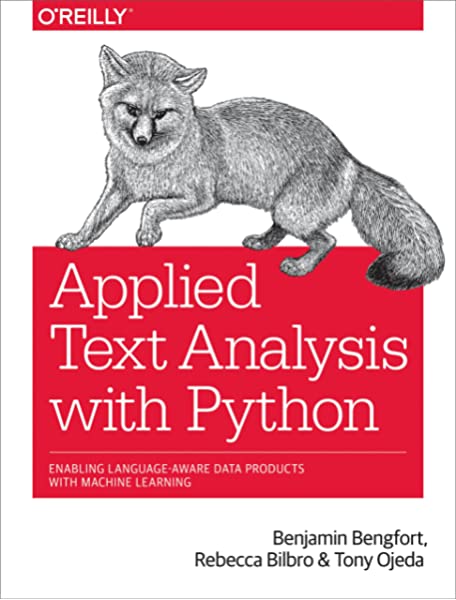 O'REILLY
Applied
Text Analysis
with Python
ENABLING LANGUAGE-AWARE DATA PRODUCTS
WITH MACHINE LEARNING
Benjamin Bengfort,
Rebecca Bilbro & Tony Ojeda